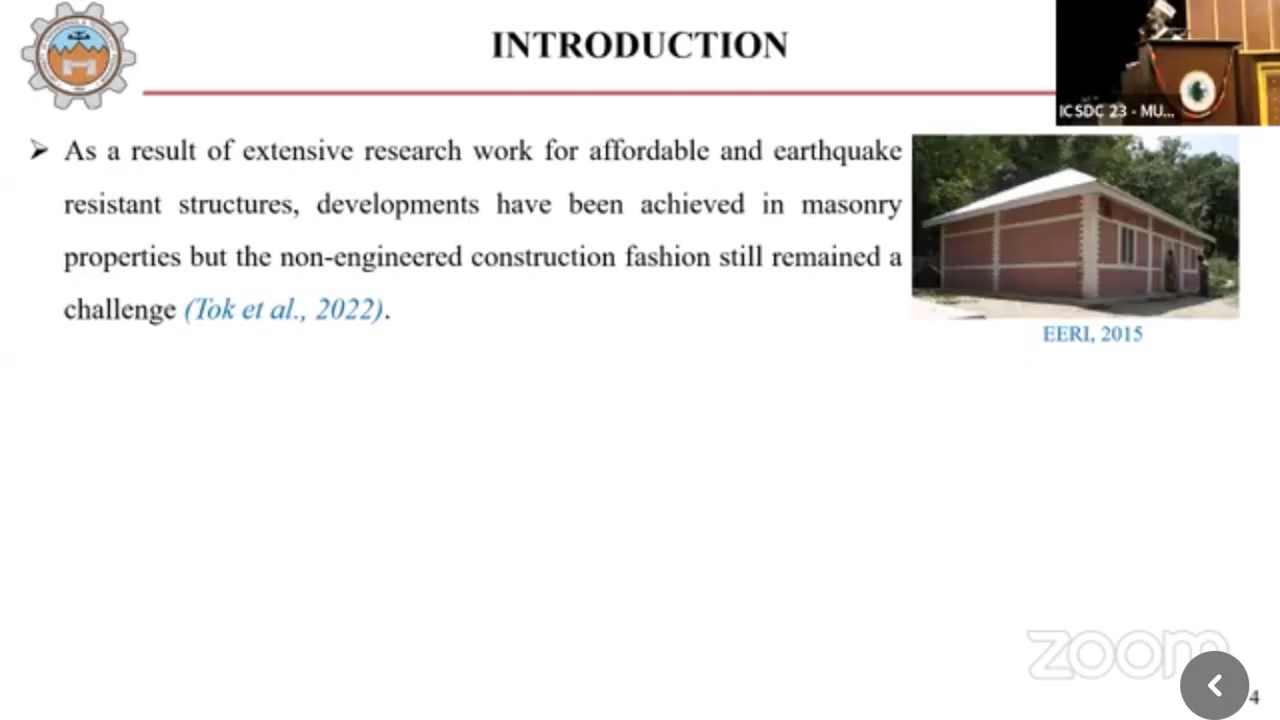 INTRODUCTION
ICSDC 23 - MU...
➤ As a result of extensive research work for affordable and earthquake
resistant structures, developments have been achieved in masonry
properties but the non-engineered construction fashion still remained a
challenge (Tok et al., 2022).
EERI, 2015
zoom
4